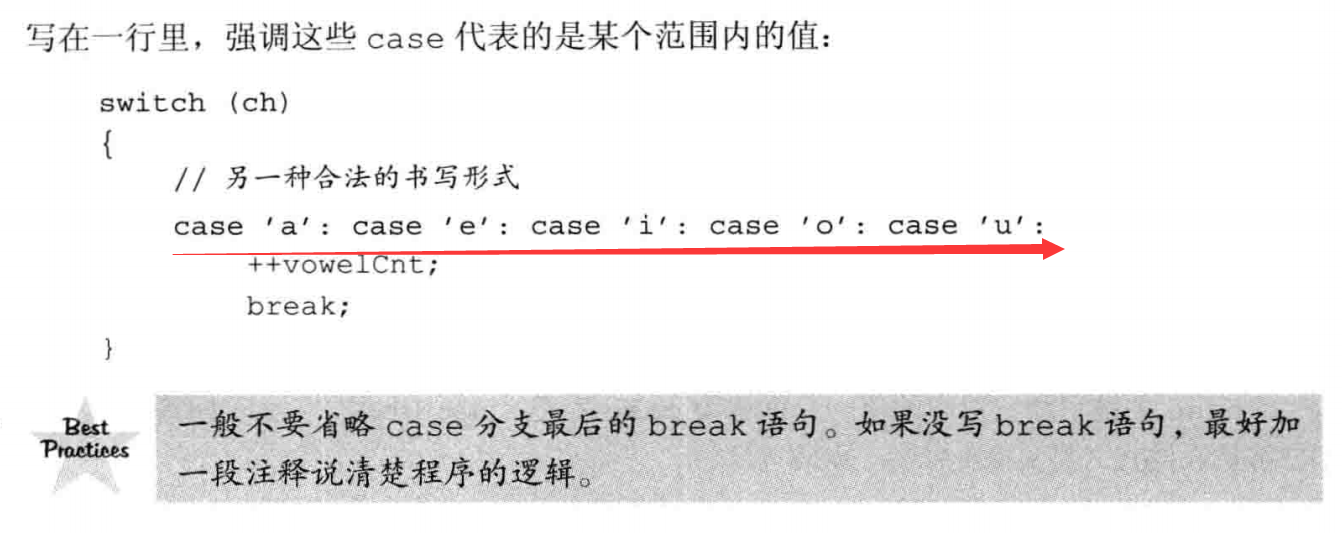 写在一行里，强调这些 case 代表的是某个范围内的值：
switch (ch)
{
// 另一种合法的书写形式
case 'a': case 'e': case 'i': case 'o': case 'u':
++vowelCnt;
break;
}
Best
Practices
一般不要省略 case 分支最后的 break 语句。如果没写 break 语句，最好加
一段注释说清楚程序的逻辑。